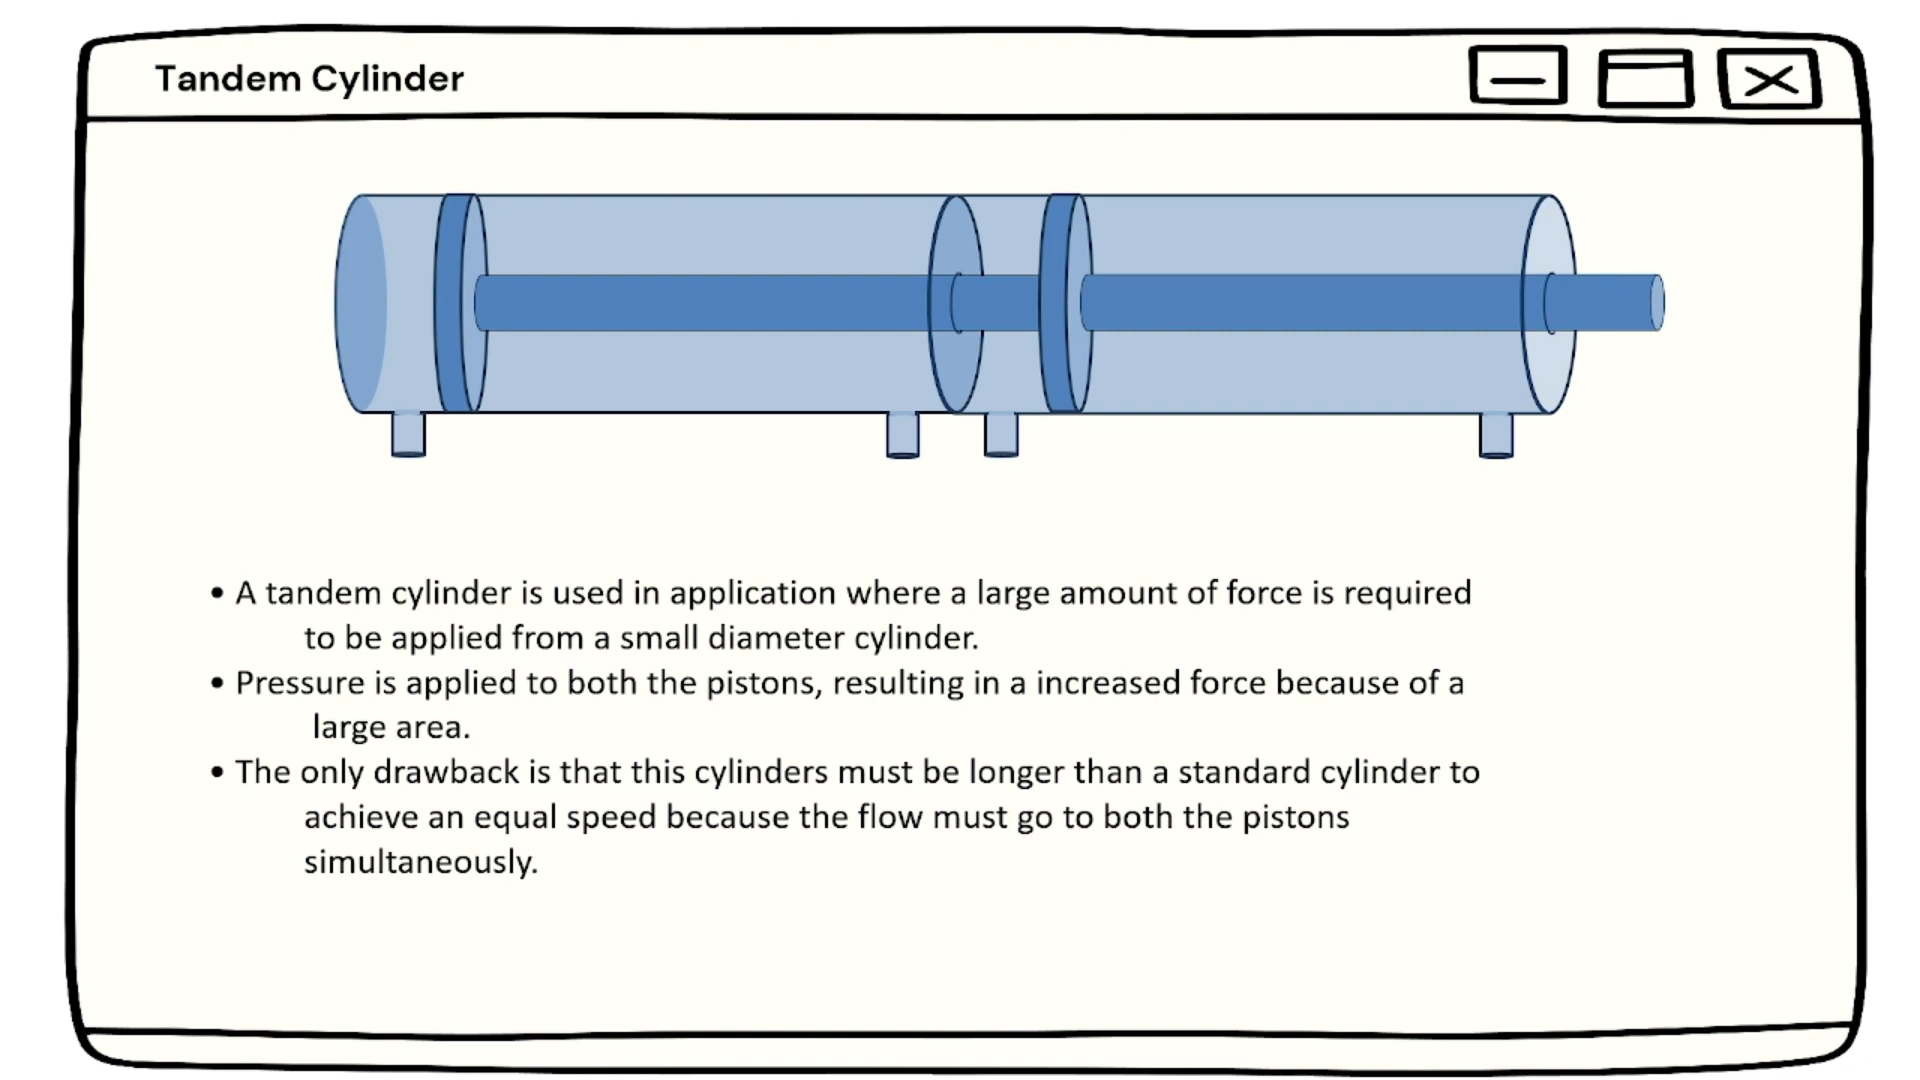 Tandem Cylinder
• A tandem cylinder is used in application where a large amount of force is required
to be applied from a small diameter cylinder.
• Pressure is applied to both the pistons, resulting in a increased force because of a
large area.
• The only drawback is that this cylinders must be longer than a standard cylinder to
achieve an equal speed because the flow must go to both the pistons
simultaneously.